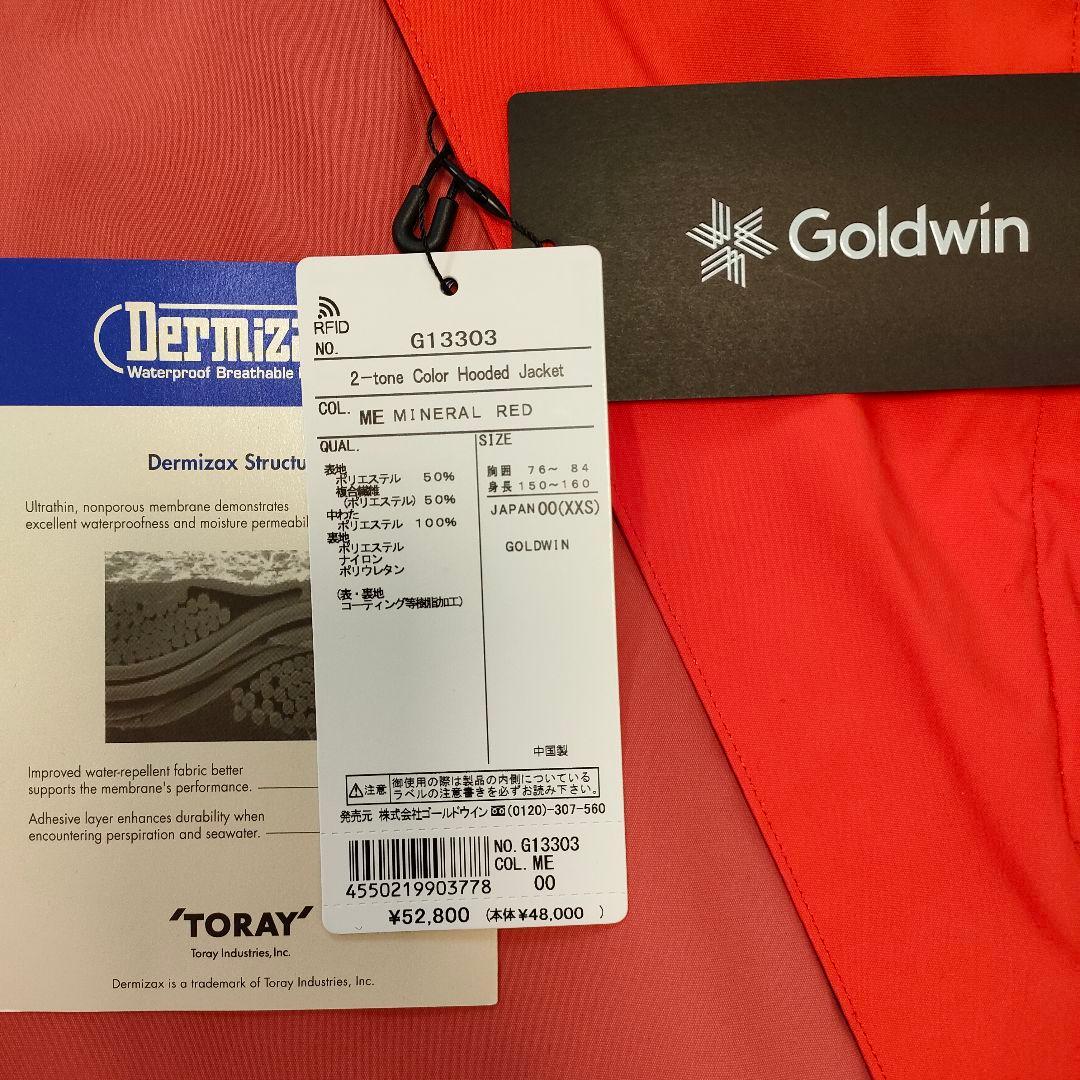 Goldwin
Dermiza
Waterproof Breathable
Dermizax Structu
Ultrathin, nonporous membrane demonstrates
excellent waterproofness and moisture permeabil
Improved water-repellent fabric better
supports the membrane's performance.
Adhesive layer enhances durability when
encountering perspiration and seawater.
'TORAY'
Toray Industries, Inc.
Dermizax is a trademark of Toray Industries, Inc.
RFID
NO. G13303
2-tone Color Hooded Jacket
COL. ME MINERAL RED
QUAL.
表地
ポリエステル 50%
複合繊維
(ポリエステル) 50%
中わた
ポリエステル 100%
裏地
ポリエステル
ナイロン
ポリウレタン
(表・裏地
コーティング等樹脂加工)
SIZE
胸囲 76～ 84
身長 150～160
JAPAN 00(XXS)
GOLDWIN
中国製
注意 御使用の際は製品の内側についている
ラベルの注意書きを必ずお読み下さい。
発売元 株式会社ゴールドウイン (0120)-307-560
NO. G13303
COL. ME
00
4550219903778
¥52,800 (本体¥48,000 )